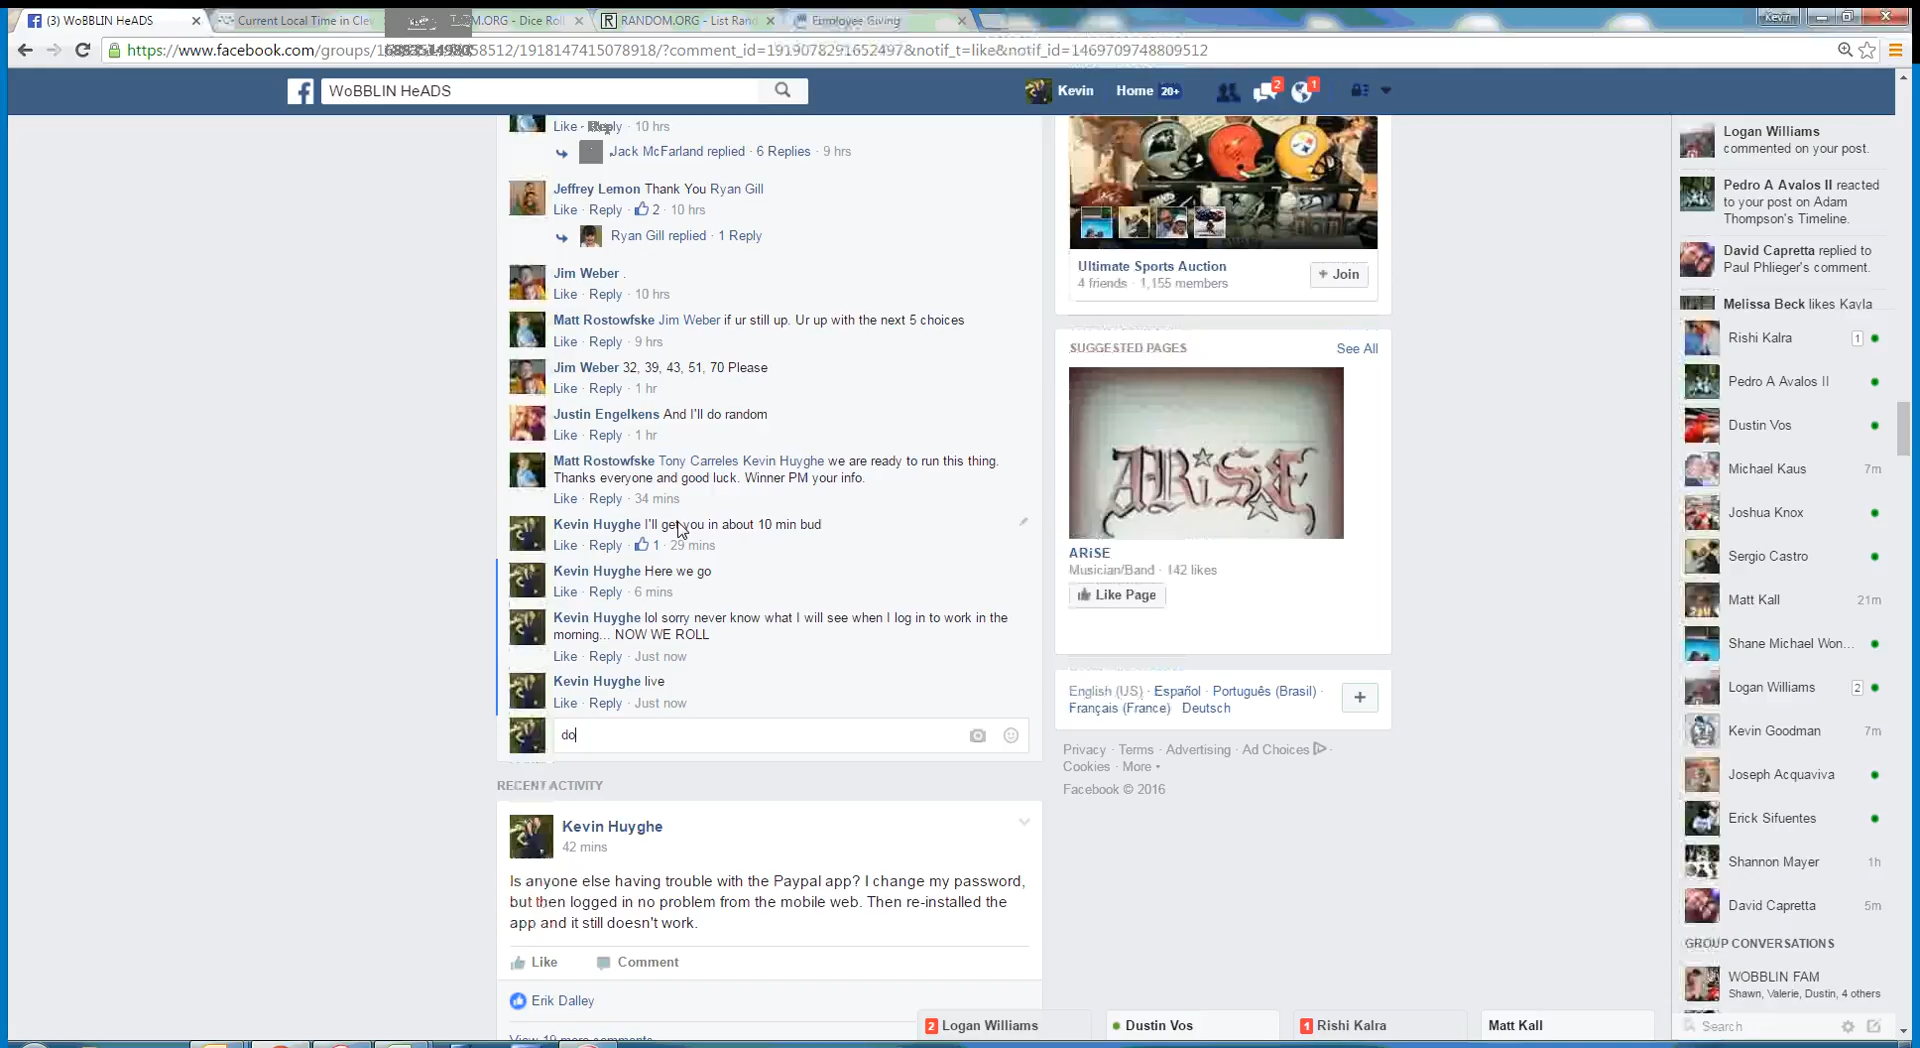 (3) WoBBLIN HeADS
Current Local Time in Clev
M.ORG - Dice Roll
RANDOM.ORG - List Rand
Employee Giving
Kevin
WoBBLIN HeADS
Kevin
Home 20+
2
1
Like · Reply · 10 hrs
Jack McFarland replied · 6 Replies · 9 hrs
Jeffrey Lemon Thank You Ryan Gill
Like · Reply · 2 · 10 hrs
Ryan Gill replied · 1 Reply
Jim Weber .
Like · Reply · 10 hrs
Matt Rostowfske Jim Weber if ur still up. Ur up with the next 5 choices
Like · Reply · 9 hrs
Jim Weber 32, 39, 43, 51, 70 Please
Like · Reply · 1 hr
Justin Engelkens And I'll do random
Like · Reply · 1 hr
Matt Rostowfske Tony Carreles Kevin Huyghe we are ready to run this thing.
Thanks everyone and good luck. Winner PM your info.
Like · Reply · 34 mins
Kevin Huyghe I'll get you in about 10 min bud
Like · Reply · 1 · 29 mins
Kevin Huyghe Here we go
Like · Reply · 6 mins
Kevin Huyghe lol sorry never know what I will see when I log in to work in the
morning... NOW WE ROLL
Like · Reply · Just now
Kevin Huyghe live
Like · Reply · Just now
do
RECENT ACTIVITY
Kevin Huyghe
42 mins
Is anyone else having trouble with the Paypal app? I change my password,
but then logged in no problem from the mobile web. Then re-installed the
app and it still doesn't work.
Like Comment
Erik Dalley
View 19 more comments
Ultimate Sports Auction
4 friends · 1,155 members
+ Join
SUGGESTED PAGES
See All
ARiSE
ARiSE
Musician/Band · 142 likes
Like Page
English (US) · Español · Português (Brasil) ·
Français (France) · Deutsch
+
Privacy · Terms · Advertising · Ad Choices ·
Cookies · More
Facebook © 2016
Logan Williams
commented on your post.
Pedro A Avalos II reacted
to your post on Adam
Thompson's Timeline.
David Capretta replied to
Paul Phlieger's comment.
Melissa Beck likes Kayla
Rishi Kalra 1
Pedro A Avalos II
Dustin Vos
Michael Kaus 7m
Joshua Knox
Sergio Castro
Matt Kall 21m
Shane Michael Won...
Logan Williams 2
Kevin Goodman 7m
Joseph Acquaviva
Erick Sifuentes
Shannon Mayer 1h
David Capretta 5m
GROUP CONVERSATIONS
WOBBLIN FAM
Shawn, Valerie, Dustin, 4 others
Search
2 Logan Williams
Dustin Vos
1 Rishi Kalra
Matt Kall